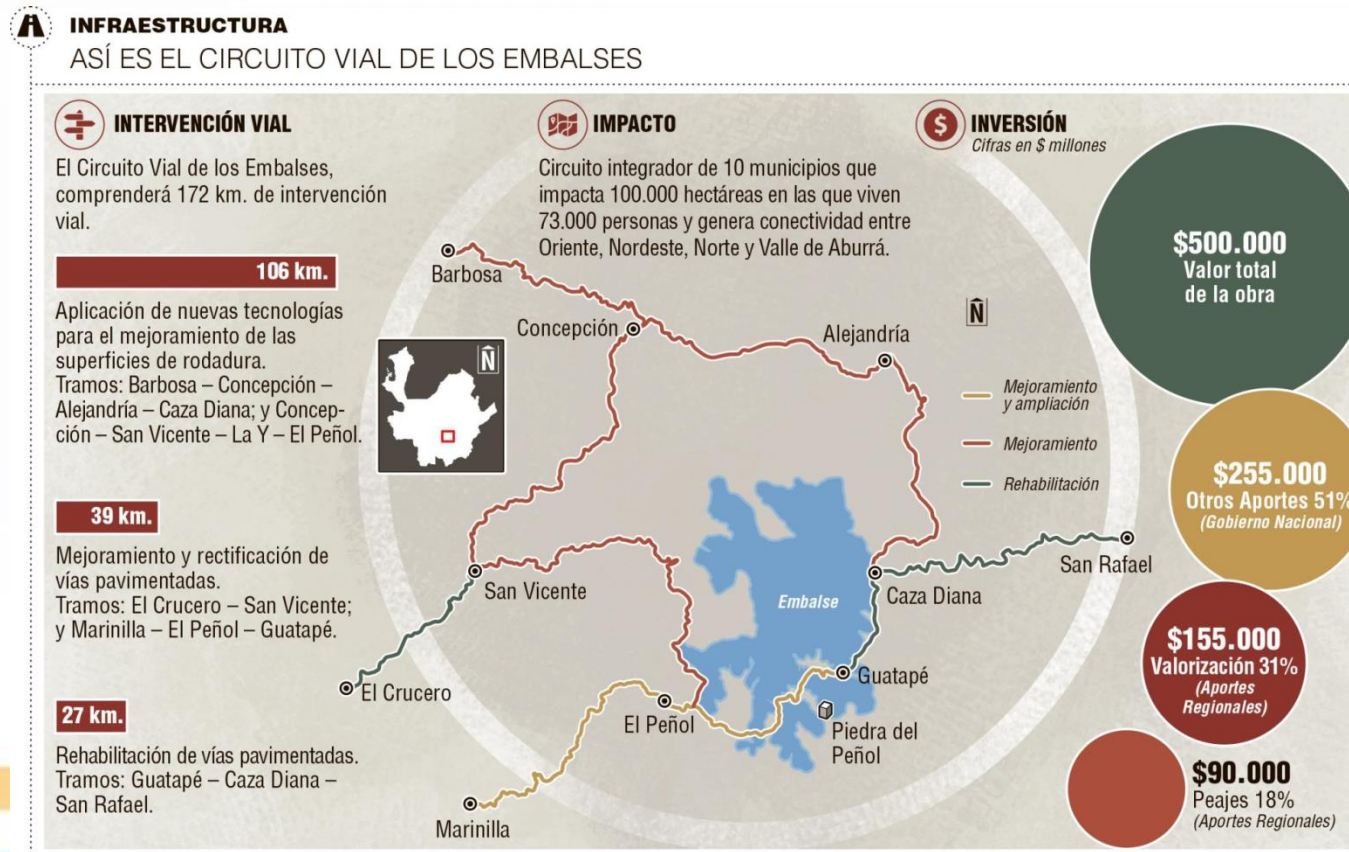 INFRAESTRUCTURA
ASÍ ES EL CIRCUITO VIAL DE LOS EMBALSES
INTERVENCIÓN VIAL
El Circuito Vial de los Embalses,
comprenderá 172 km. de intervención
vial.
106 km.
Aplicación de nuevas tecnologías
para el mejoramiento de las
superficies de rodadura.
Tramos: Barbosa – Concepción –
Alejandría – Caza Diana; y Concep-
ción – San Vicente – La Y – El Peñol.
39 km.
Mejoramiento y rectificación de
vías pavimentadas.
Tramos: El Crucero – San Vicente;
y Marinilla – El Peñol – Guatapé.
27 km.
Rehabilitación de vías pavimentadas.
Tramos: Guatapé – Caza Diana –
San Rafael.
IMPACTO
Circuito integrador de 10 municipios que
impacta 100.000 hectáreas en las que viven
73.000 personas y genera conectividad entre
Oriente, Nordeste, Norte y Valle de Aburrá.
Barbosa
Concepción
Alejandría
N
N
Mejoramiento
y ampliación
Mejoramiento
Rehabilitación
San Vicente
El Crucero
Marinilla
El Peñol
Embalse
Caza Diana
San Rafael
Guatapé
Piedra del
Peñol
$
INVERSIÓN
Cifras en $ millones
$500.000
Valor total
de la obra
$255.000
Otros Aportes 51%
(Gobierno Nacional)
$155.000
Valorización 31%
(Aportes
Regionales)
$90.000
Peajes 18%
(Aportes Regionales)